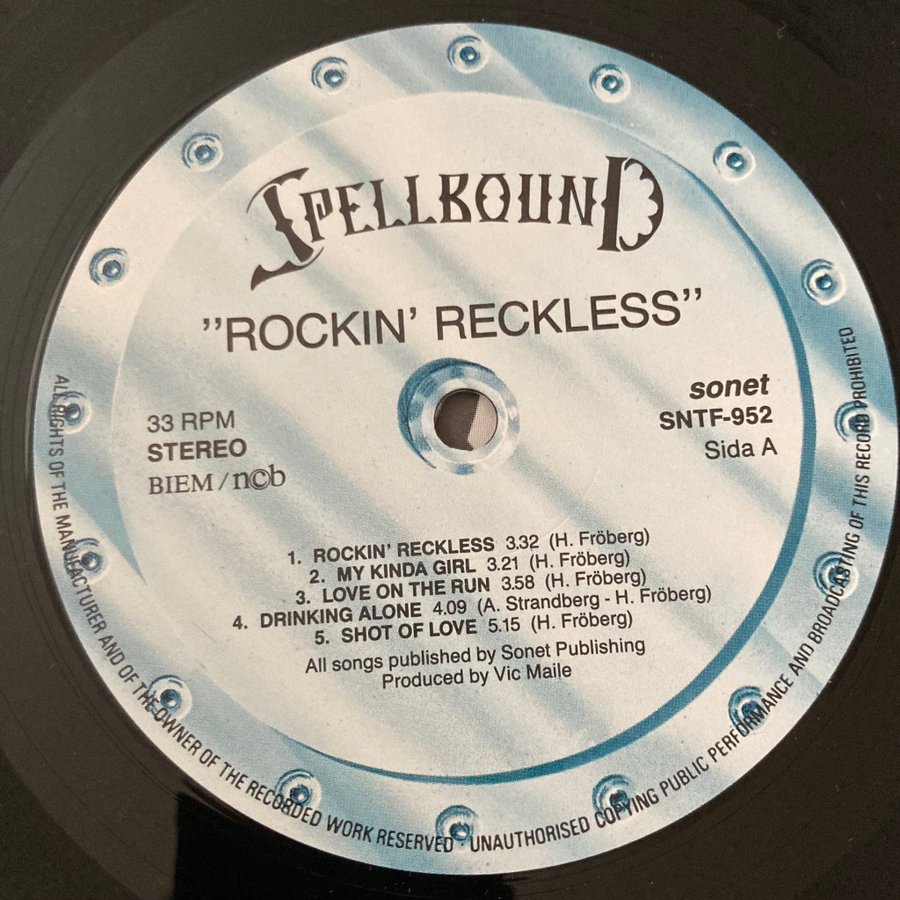 SPELLBOUND
"ROCKIN' RECKLESS"
33 RPM
STEREO
BIEM/n©b
sonet
SNTF-952
Sida A
1. ROCKIN' RECKLESS 3.32 (H. Fröberg)
2. MY KINDA GIRL 3.21 (H. Fröberg)
3. LOVE ON THE RUN 3.58 (H. Fröberg)
4. DRINKING ALONE 4.09 (A. Strandberg - H. Fröberg)
5. SHOT OF LOVE 5.15 (H. Fröberg)
All songs published by Sonet Publishing
Produced by Vic Maile
ALL RIGHTS OF THE MANUFACTURER AND OF THE OWNER OF THE RECORDED WORK RESERVED · UNAUTHORISED COPYING PUBLIC PERFORMANCE AND BROADCASTING OF THIS RECORD PROHIBITED